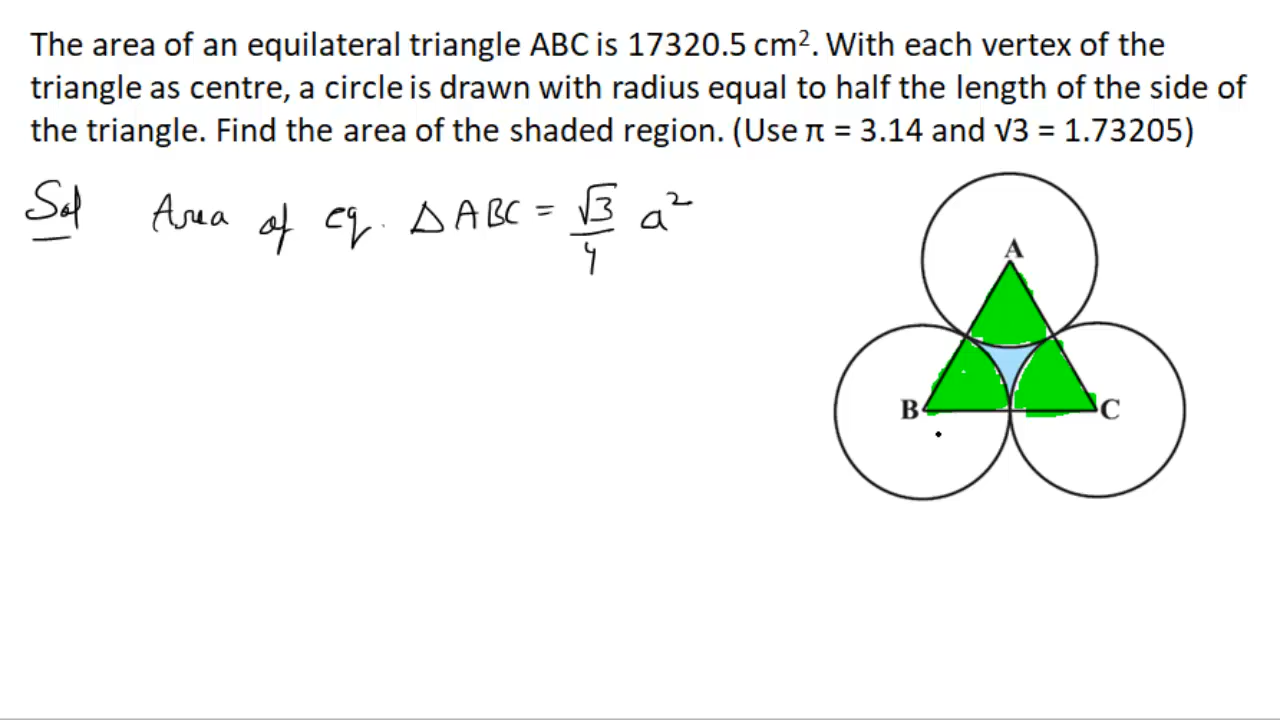 The area of an equilateral triangle ABC is 17320.5 cm². With each vertex of the
triangle as centre, a circle is drawn with radius equal to half the length of the side of
the triangle. Find the area of the shaded region. (Use π = 3.14 and √3 = 1.73205)
Sol Area of eq. △ABC = √3/4 a²
A
B
C